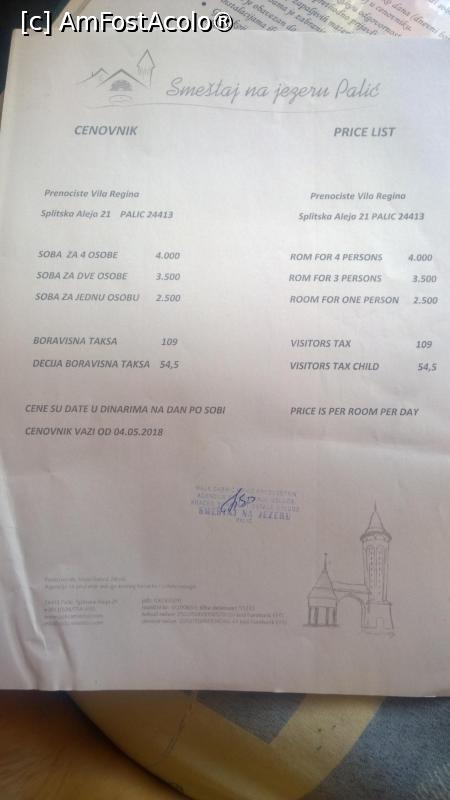 [c] AmFostAcolo®
Smeštaj na jezeru Palić
CENOVNIK PRICE LIST
Prenociste Vila Regina Prenociste Vila Regina
Splitska Aleja 21 PALIC 24413 Splitska Aleja 21 PALIC 24413
SOBA ZA 4 OSOBE 4.000 ROM FOR 4 PERSONS 4.000
SOBA ZA DVE OSOBE 3.500 ROM FOR 3 PERSONS 3.500
SOBA ZA JEDNU OSOBU 2.500 ROOM FOR ONE PERSON 2.500
BORAVISNA TAKSA 109 VISITORS TAX 109
DECIJA BORAVISNA TAKSA 54,5 VISITORS TAX CHILD 54,5
CENE SU DATE U DINARIMA NA DAN PO SOBI PRICE IS PER ROOM PER DAY
CENOVNIK VAZI OD 04.05.2018
SMESTAJ NA JEZERU
PALIC